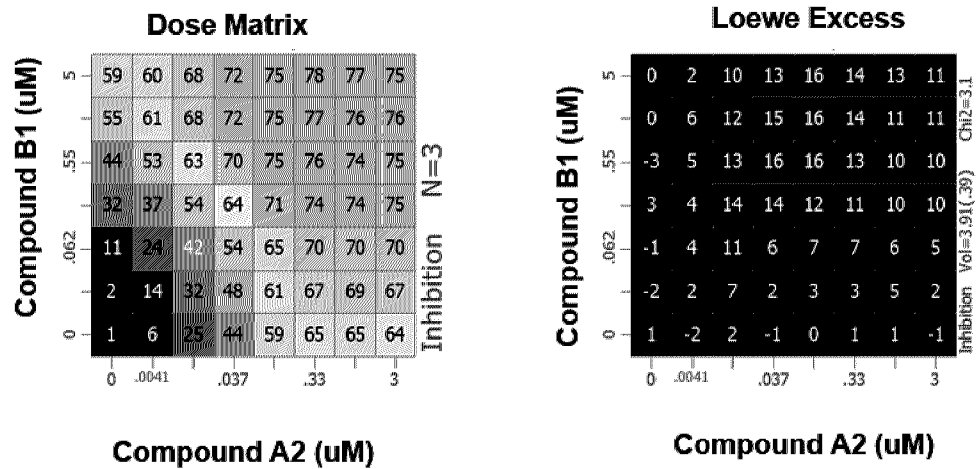 Dose Matrix
Compound B1 (uM)
5 59 60 68 72 75 78 77 75
55 61 68 72 75 77 76 76
.55 44 53 63 70 75 76 74 75
32 37 54 64 71 74 74 75
.062 11 24 42 54 65 70 70 70
2 14 32 48 61 67 69 67
0 1 6 25 44 59 65 65 64
0 .0041 .037 .33 3
Inhibition N=3
Compound A2 (uM)
Loewe Excess
Compound B1 (uM)
5 0 2 10 13 16 14 13 11
0 6 12 15 16 14 11 11
.55 -3 5 13 16 16 13 10 10
3 4 14 14 12 11 10 10
.062 -1 4 11 6 7 7 6 5
-2 2 7 2 3 3 5 2
0 1 -2 2 -1 0 1 1 -1
0 .0041 .037 .33 3
Inhibition Vol=3.91(.39) Chi2=3.1
Compound A2 (uM)